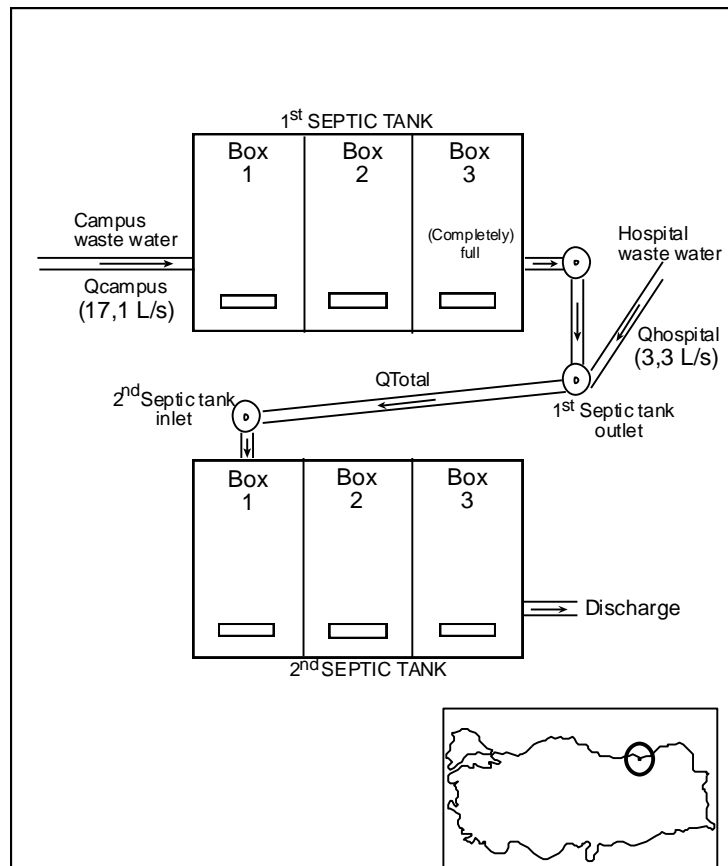 1st SEPTIC TANK
Box
1
Box
2
Box
3
(Completely)
full
Campus
waste water
Qcampus
(17,1 L/s)
Hospital
waste water
Qhospital
(3,3 L/s)
QTotal
2nd Septic tank
inlet
1st Septic tank
outlet
Box
1
Box
2
Box
3
Discharge
2nd SEPTIC TANK